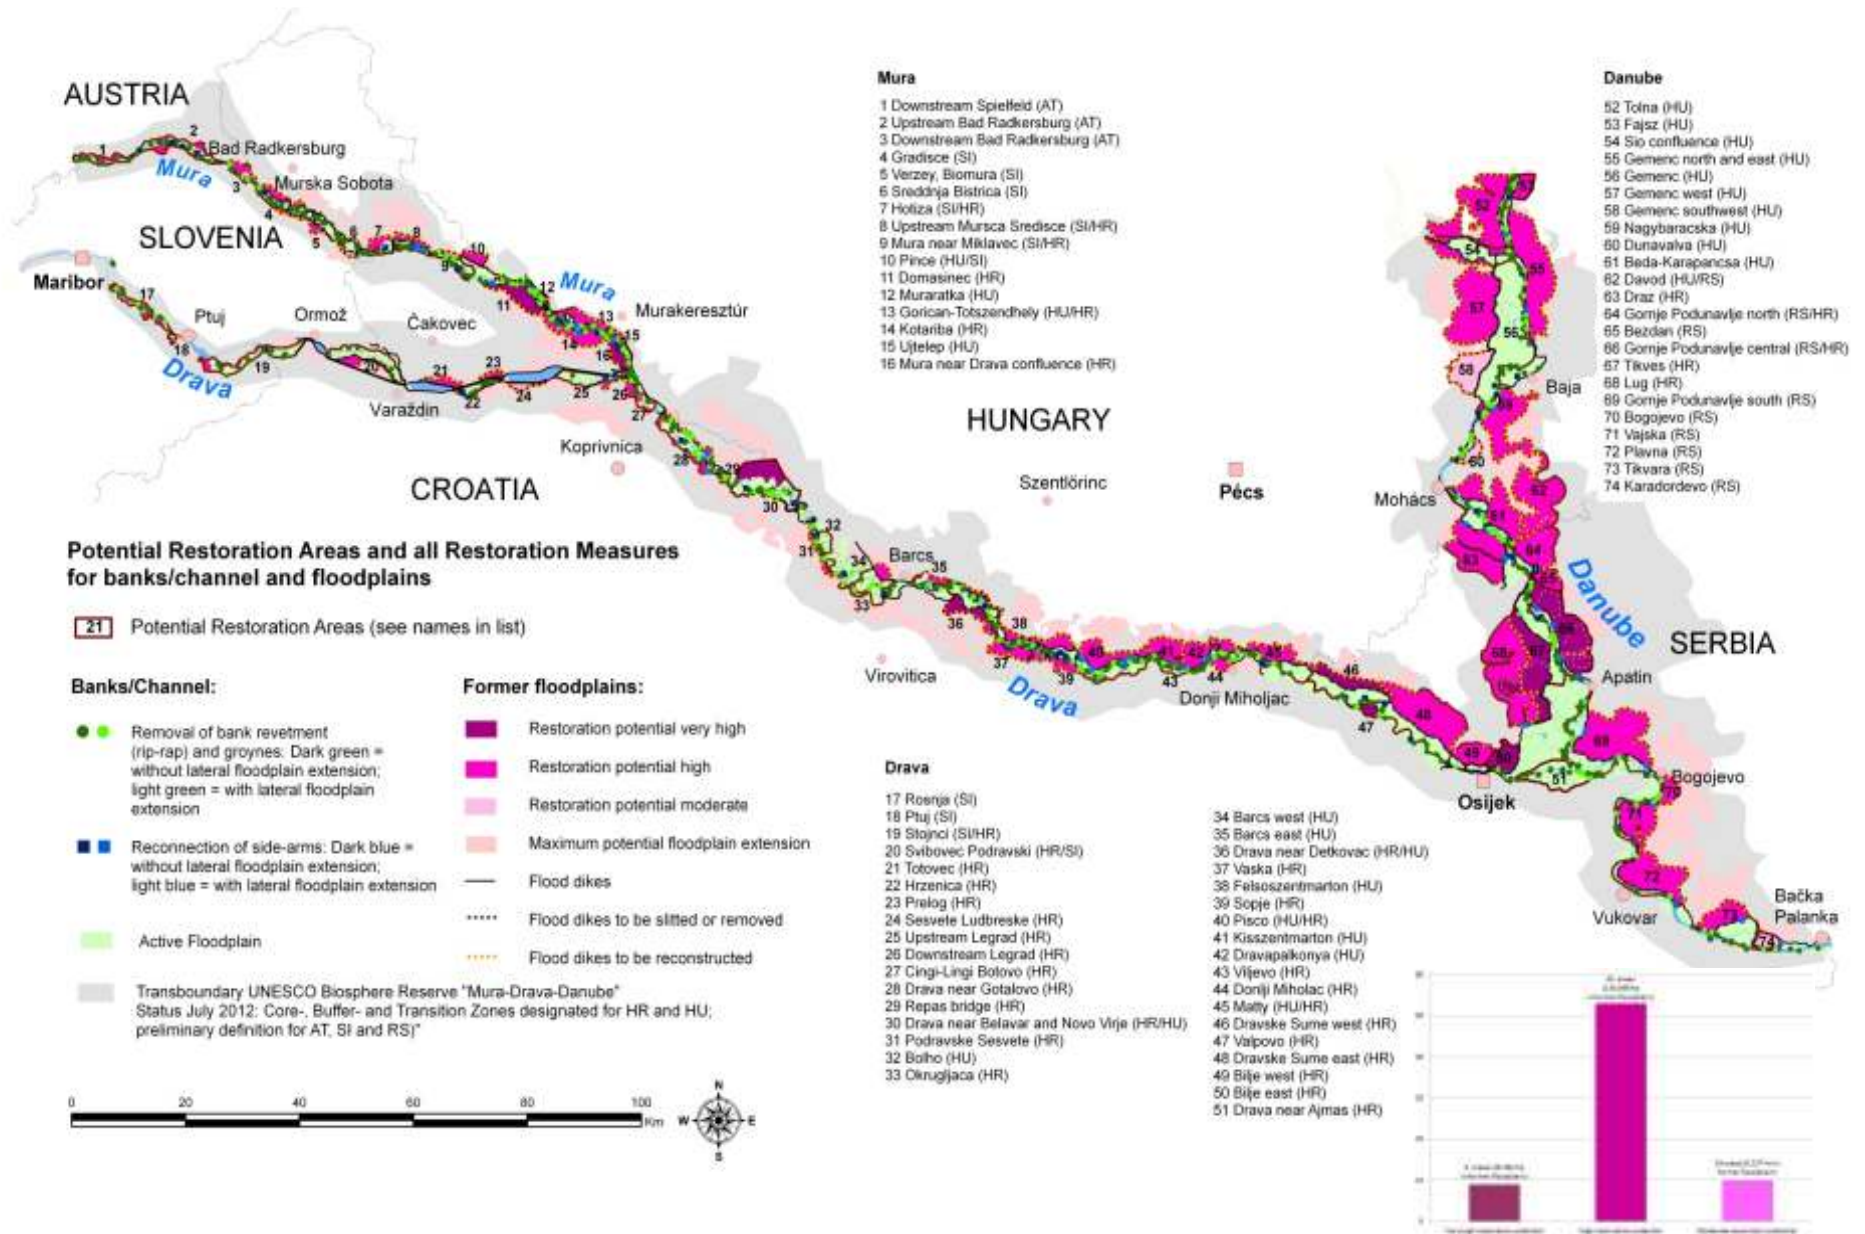 AUSTRIA
SLOVENIA
CROATIA
HUNGARY
SERBIA
Mura
Mura
Drava
Drava
Danube
Bad Radkersburg
Murska Sobota
Maribor
Ptuj
Ormož
Čakovec
Varaždin
Murakeresztúr
Koprivnica
Szentlörinc
Pécs
Barcs
Virovitica
Donji Miholjac
Osijek
Mohács
Baja
Apatin
Bogojevo
Vukovar
Bačka
Palanka
Mura
1 Downstream Spielfeld (AT)
2 Upstream Bad Radkersburg (AT)
3 Downstream Bad Radkersburg (AT)
4 Gradisce (SI)
5 Verzey, Biomura (SI)
6 Sreddnja Bistrica (SI)
7 Hotiza (SI/HR)
8 Upstream Mursca Sredisce (SI/HR)
9 Mura near Miklavec (SI/HR)
10 Pince (HU/SI)
11 Domasinec (HR)
12 Muraratka (HU)
13 Gorican-Totszendhely (HU/HR)
14 Kotariba (HR)
15 Ujtelep (HU)
16 Mura near Drava confluence (HR)
Danube
52 Tolna (HU)
53 Fajsz (HU)
54 Sio confluence (HU)
55 Gemenc north and east (HU)
56 Gemenc (HU)
57 Gemenc west (HU)
58 Gemenc southwest (HU)
59 Nagybaracska (HU)
60 Dunavalva (HU)
61 Beda-Karapancsa (HU)
62 Davod (HU/RS)
63 Draz (HR)
64 Gornje Podunavlje north (RS/HR)
65 Bezdan (RS)
66 Gornje Podunavlje central (RS/HR)
67 Tikves (HR)
68 Lug (HR)
69 Gornje Podunavlje south (RS)
70 Bogojevo (RS)
71 Vajska (RS)
72 Plavna (RS)
73 Tikvara (RS)
74 Karadordevo (RS)
Potential Restoration Areas and all Restoration Measures
for banks/channel and floodplains
21 Potential Restoration Areas (see names in list)
Banks/Channel:
Removal of bank revetment
(rip-rap) and groynes: Dark green =
without lateral floodplain extension;
light green = with lateral floodplain
extension
Reconnection of side-arms: Dark blue =
without lateral floodplain extension;
light blue = with lateral floodplain extension
Active Floodplain
Transboundary UNESCO Biosphere Reserve "Mura-Drava-Danube"
Status July 2012: Core-, Buffer- and Transition Zones designated for HR and HU;
preliminary definition for AT, SI and RS)"
Former floodplains:
Restoration potential very high
Restoration potential high
Restoration potential moderate
Maximum potential floodplain extension
Flood dikes
Flood dikes to be slitted or removed
Flood dikes to be reconstructed
0 20 40 60 80 100
Km
N
W E
S
Drava
17 Rosnja (SI)
18 Ptuj (SI)
19 Stojnci (SI/HR)
20 Svibovec Podravski (HR/SI)
21 Totovec (HR)
22 Hrzenica (HR)
23 Prelog (HR)
24 Sesvete Ludbreske (HR)
25 Upstream Legrad (HR)
26 Downstream Legrad (HR)
27 Cingi-Lingi Botovo (HR)
28 Drava near Gotalovo (HR)
29 Repas bridge (HR)
30 Drava near Belavar and Novo Virje (HR/HU)
31 Podravske Sesvete (HR)
32 Bolho (HU)
33 Okrugljaca (HR)
34 Barcs west (HU)
35 Barcs east (HU)
36 Drava near Detkovac (HR/HU)
37 Vaska (HR)
38 Felsoszentmarton (HU)
39 Sopje (HR)
40 Pisco (HU/HR)
41 Kisszentmarton (HU)
42 Dravapalkonya (HU)
43 Viljevo (HR)
44 Donlji Miholac (HR)
45 Matty (HU/HR)
46 Dravske Sume west (HR)
47 Valpovo (HR)
48 Dravske Sume east (HR)
49 Bilje west (HR)
50 Bilje east (HR)
51 Drava near Ajmas (HR)